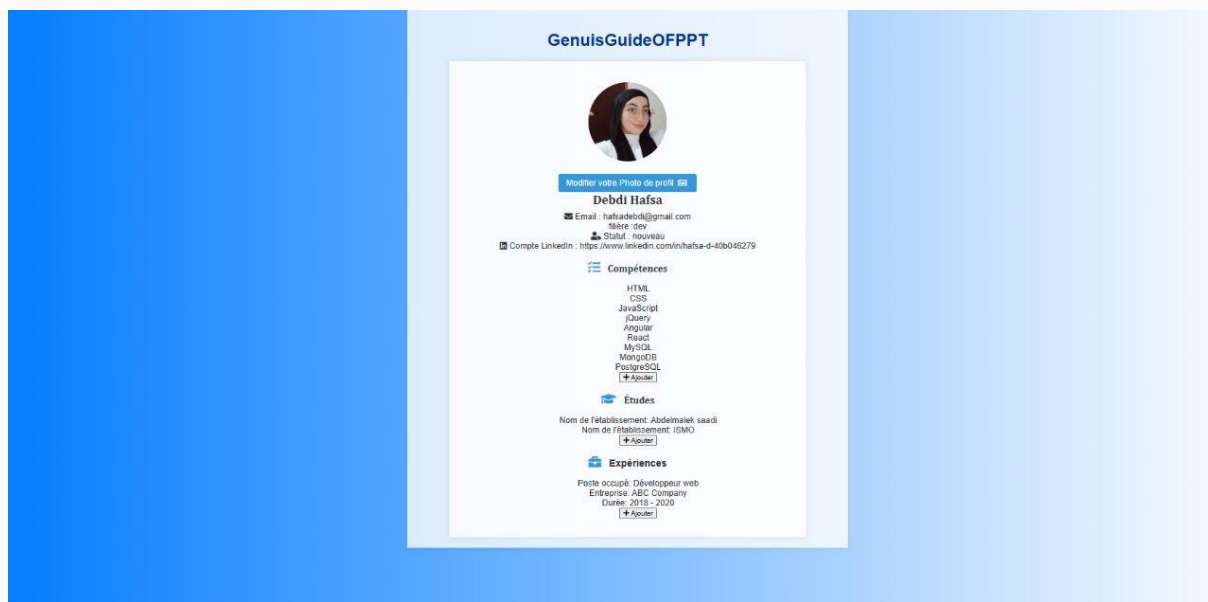 GenuisGuideOFPPT
Modifier votre Photo de profil
Debdi Hafsa
Email : hafsadebdi@gmail.com
filière :dev
Statut : nouveau
Compte LinkedIn : https://www.linkedin.com/in/hafsa-d-40b046279
Compétences
HTML
CSS
JavaScript
jQuery
Angular
React
MySQL
MongoDB
PostgreSQL
+ Ajouter
Études
Nom de l'établissement: Abdelmalek saadi
Nom de l'établissement: ISMO
+ Ajouter
Expériences
Poste occupé: Développeur web
Entreprise: ABC Company
Durée: 2018 - 2020
+ Ajouter